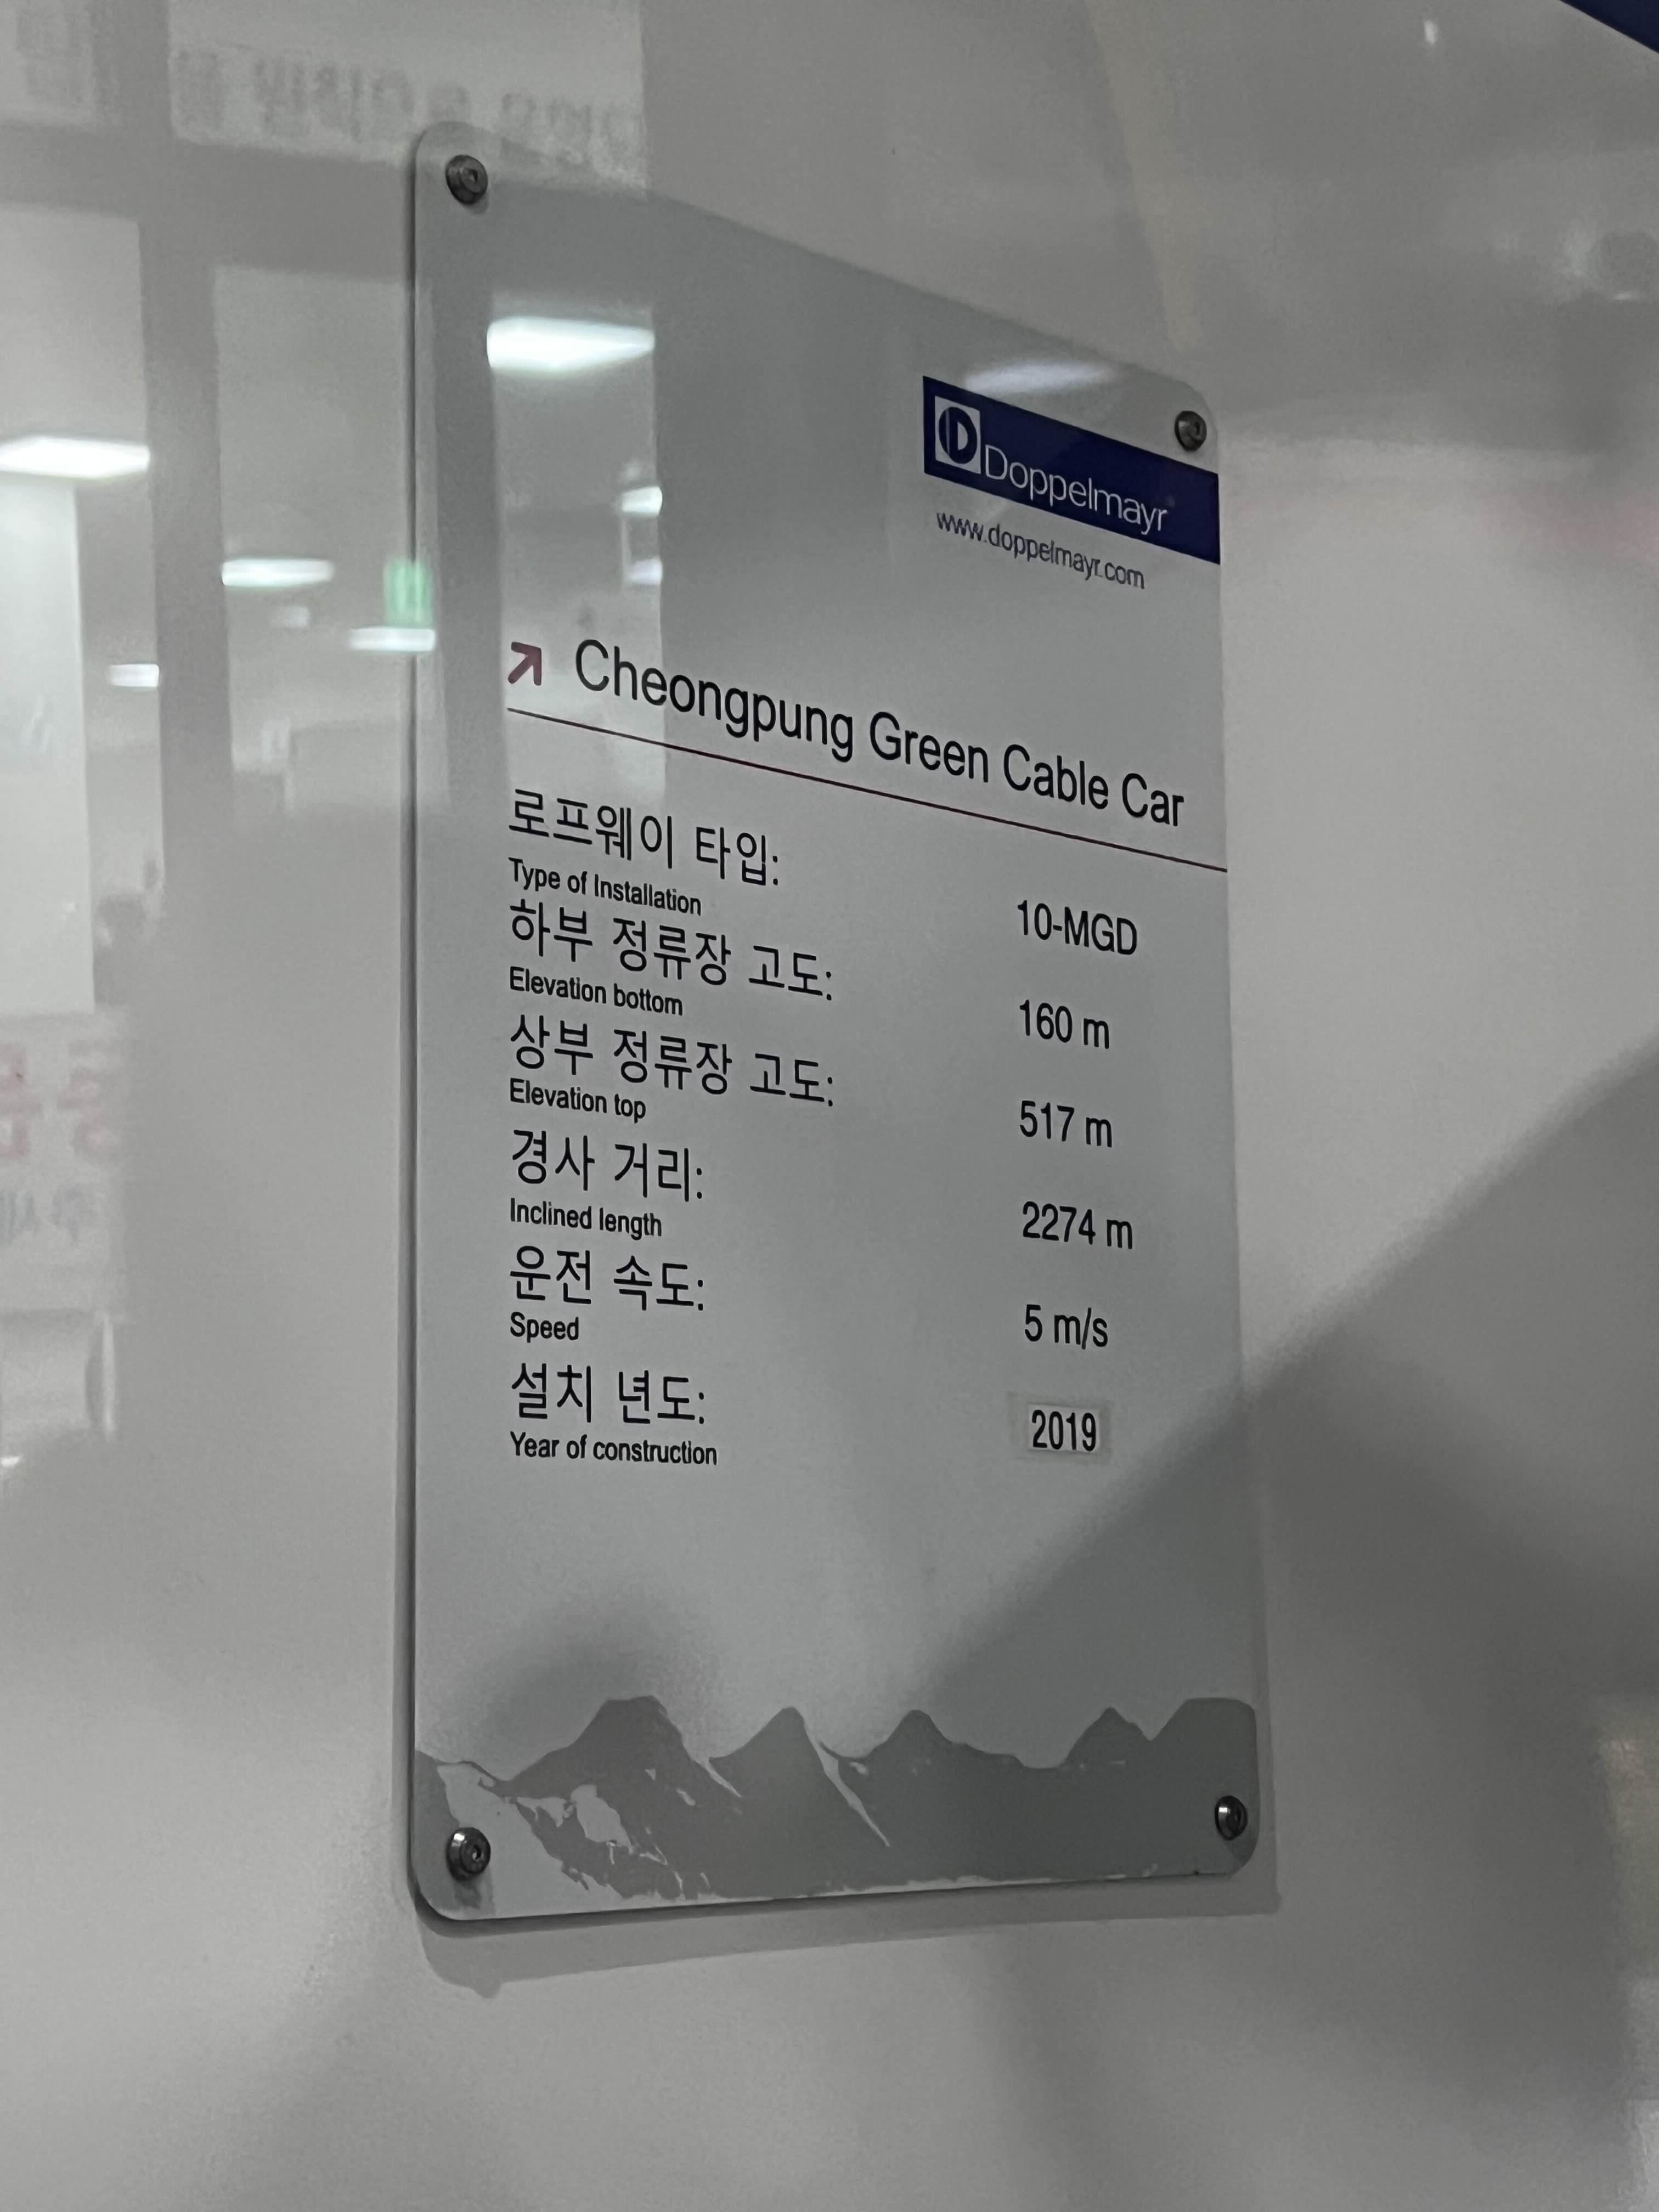 Doppelmayr
www.doppelmayr.com
Cheongpung Green Cable Car
로프웨이 타입:
Type of Installation
10-MGD
하부 정류장 고도:
Elevation bottom
160 m
상부 정류장 고도:
Elevation top
517 m
경사 거리:
Inclined length
2274 m
운전 속도:
Speed
5 m/s
설치 년도:
Year of construction
2019